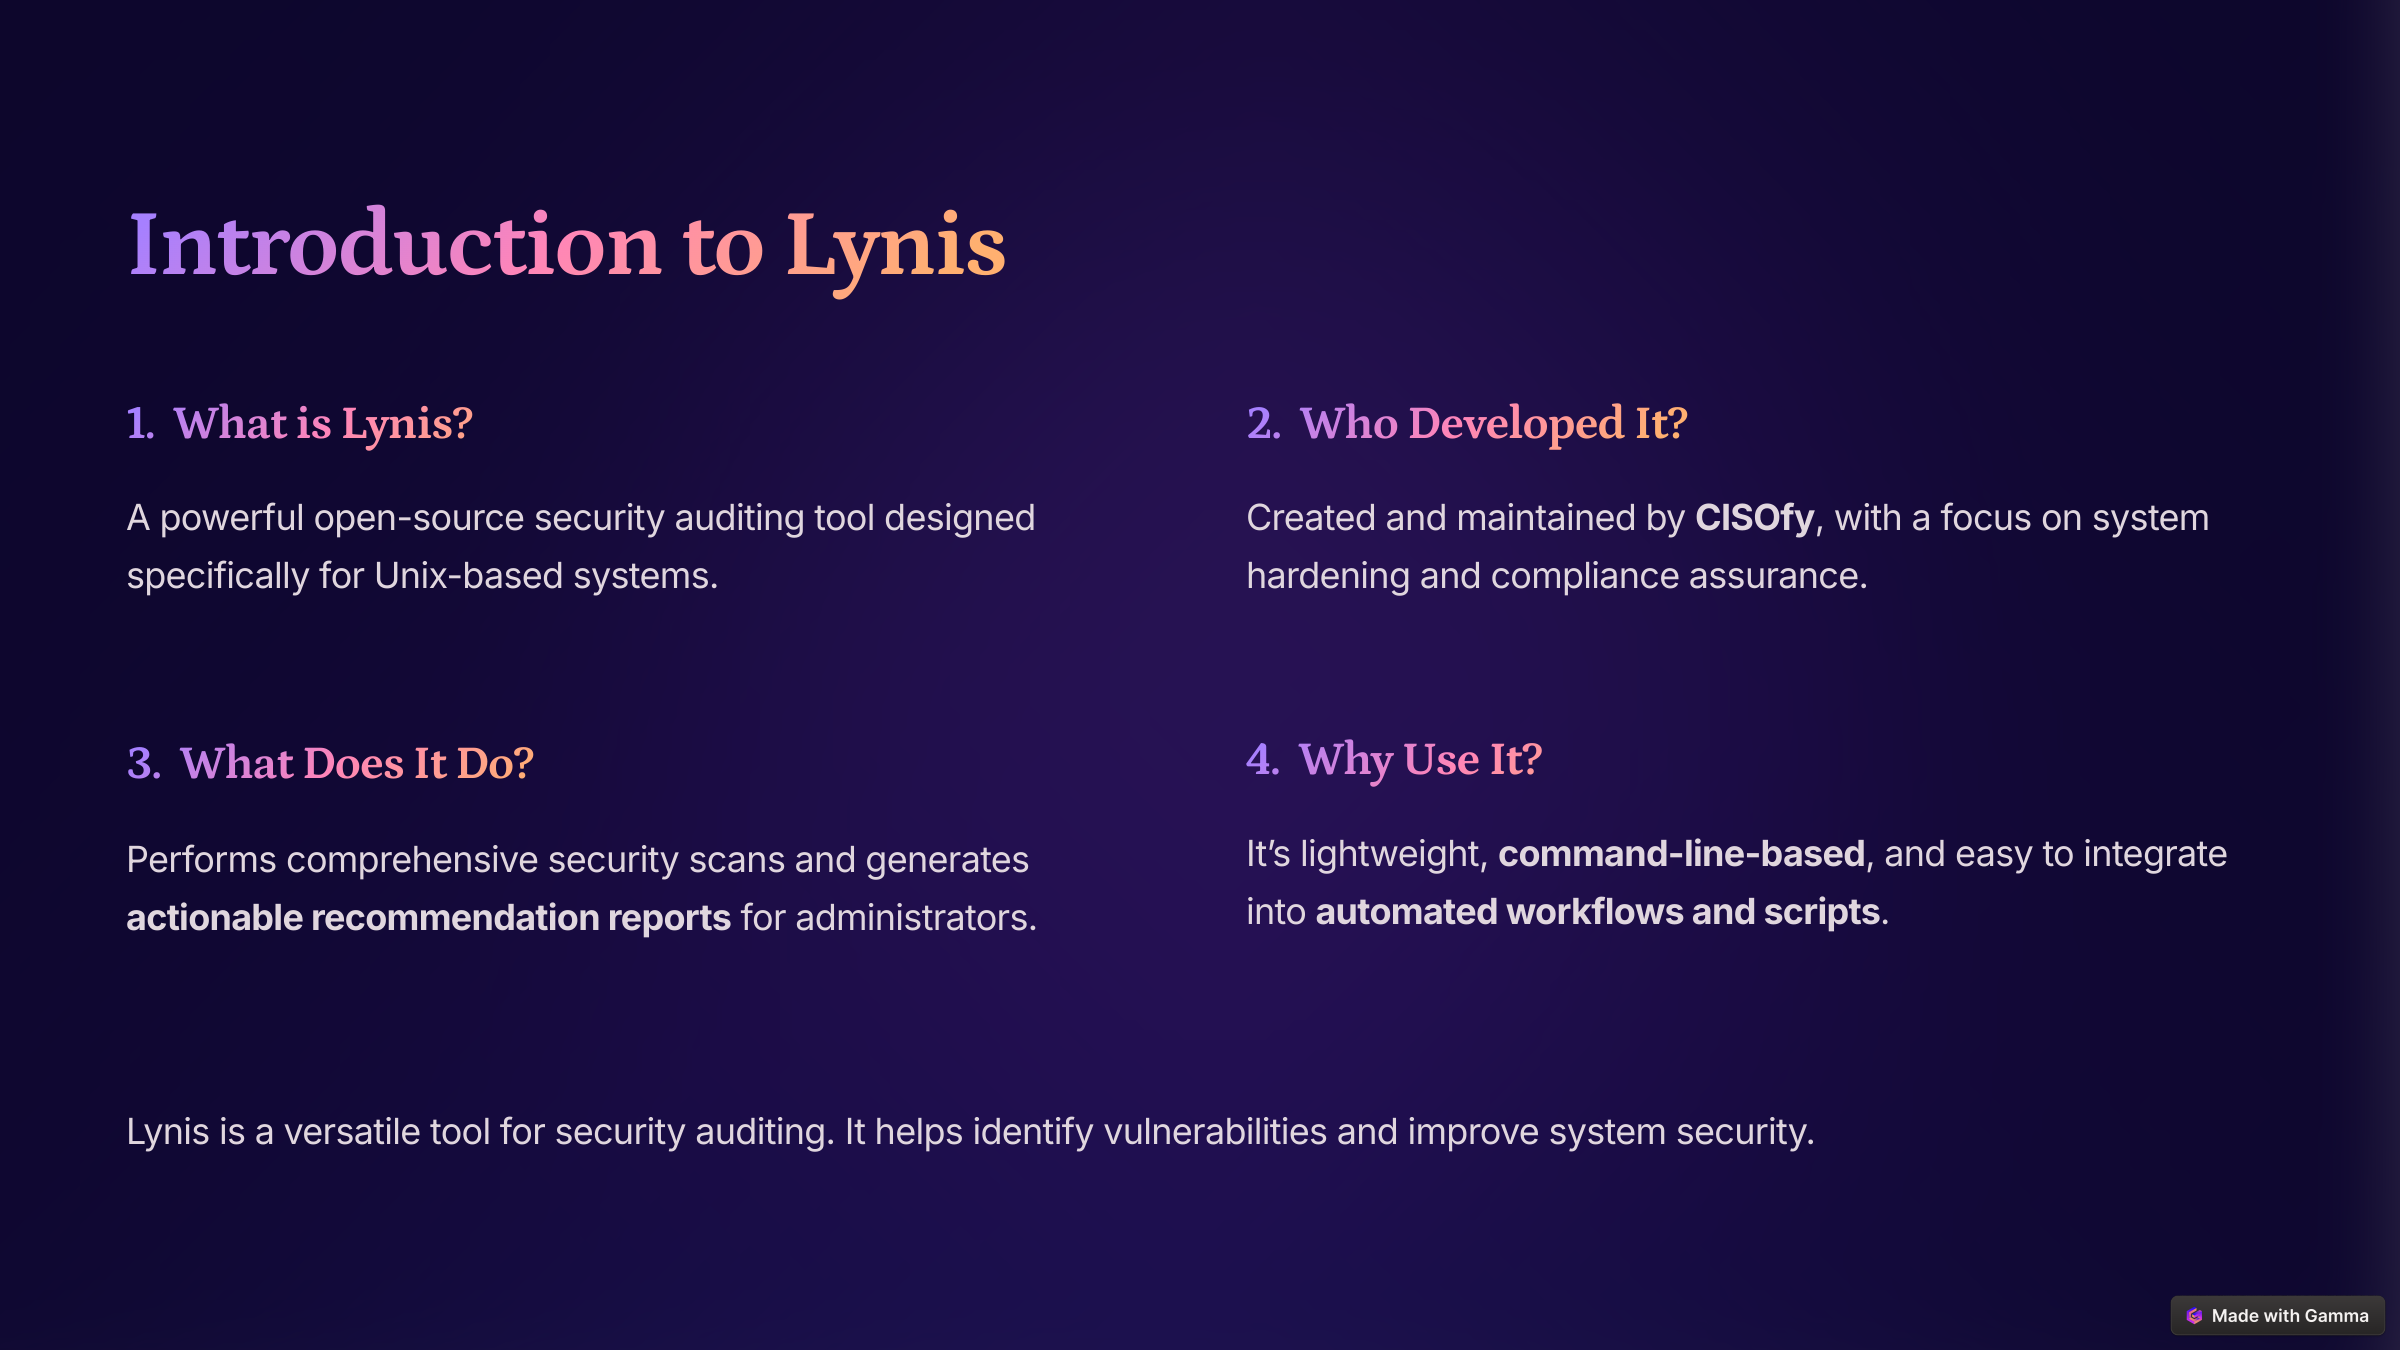 Introduction to Lynis
1. What is Lynis?
A powerful open-source security auditing tool designed
specifically for Unix-based systems.
2. Who Developed It?
Created and maintained by CISOfy, with a focus on system
hardening and compliance assurance.
3. What Does It Do?
Performs comprehensive security scans and generates
actionable recommendation reports for administrators.
4. Why Use It?
It’s lightweight, command-line-based, and easy to integrate
into automated workflows and scripts.
Lynis is a versatile tool for security auditing. It helps identify vulnerabilities and improve system security.
Made with Gamma